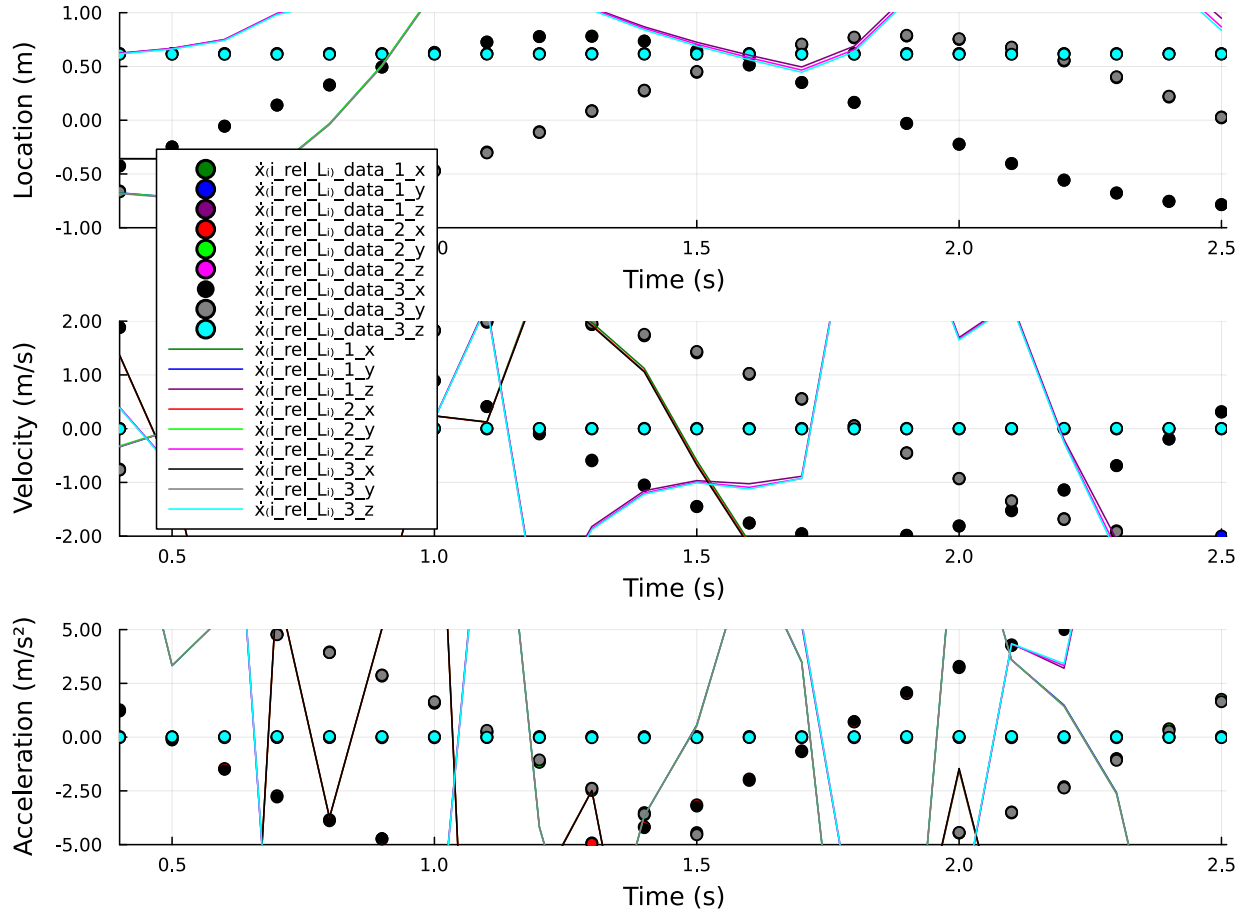 1.00
0.50
0.00
-0.50
-1.00
Location (m)
1.0
1.5
2.0
2.5
Time (s)
ẋ₍i_rel_Lᵢ₎_data_1_x
ẋ₍i_rel_Lᵢ₎_data_1_y
ẋ₍i_rel_Lᵢ₎_data_1_z
ẋ₍i_rel_Lᵢ₎_data_2_x
ẋ₍i_rel_Lᵢ₎_data_2_y
ẋ₍i_rel_Lᵢ₎_data_2_z
ẋ₍i_rel_Lᵢ₎_data_3_x
ẋ₍i_rel_Lᵢ₎_data_3_y
ẋ₍i_rel_Lᵢ₎_data_3_z
ẋ₍i_rel_Lᵢ₎_1_x
ẋ₍i_rel_Lᵢ₎_1_y
ẋ₍i_rel_Lᵢ₎_1_z
ẋ₍i_rel_Lᵢ₎_2_x
ẋ₍i_rel_Lᵢ₎_2_y
ẋ₍i_rel_Lᵢ₎_2_z
ẋ₍i_rel_Lᵢ₎_3_x
ẋ₍i_rel_Lᵢ₎_3_y
ẋ₍i_rel_Lᵢ₎_3_z
2.00
1.00
0.00
-1.00
-2.00
Velocity (m/s)
0.5
1.0
1.5
2.0
2.5
Time (s)
5.00
2.50
0.00
-2.50
-5.00
Acceleration (m/s²)
0.5
1.0
1.5
2.0
2.5
Time (s)